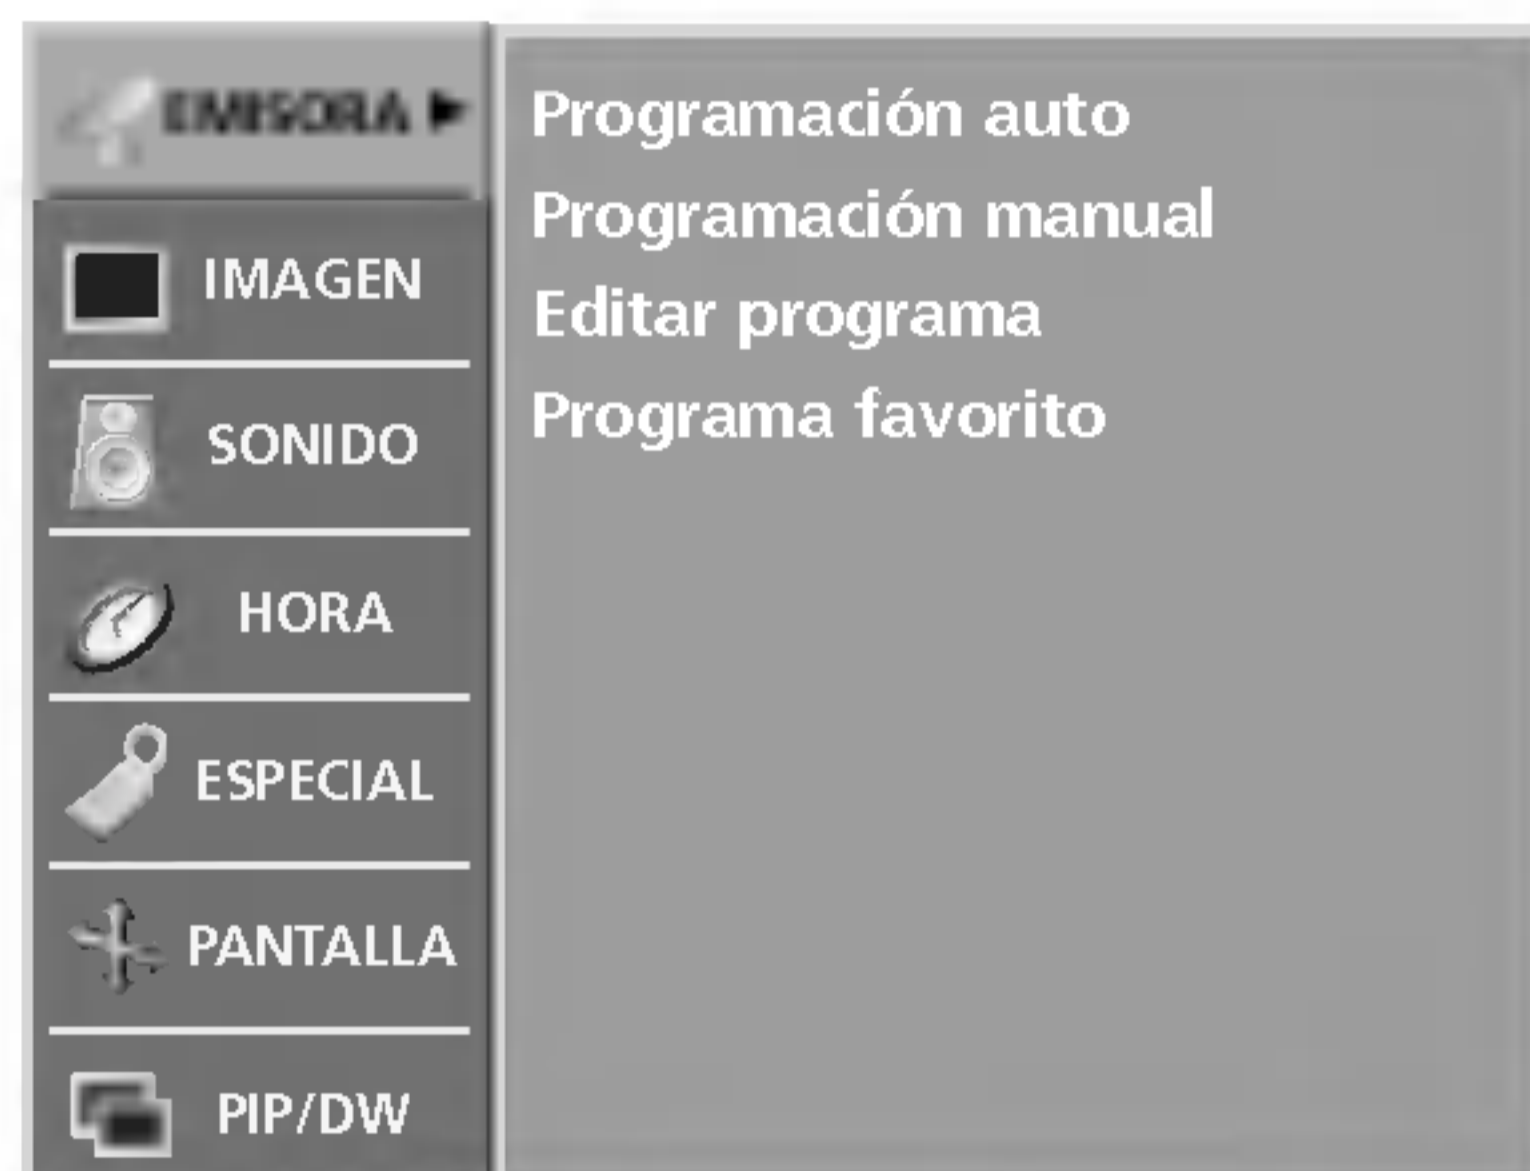 EMISORA
IMAGEN
SONIDO
HORA
ESPECIAL
PANTALLA
PIP/DW
Programación auto
Programación manual
Editar programa
Programa favorito